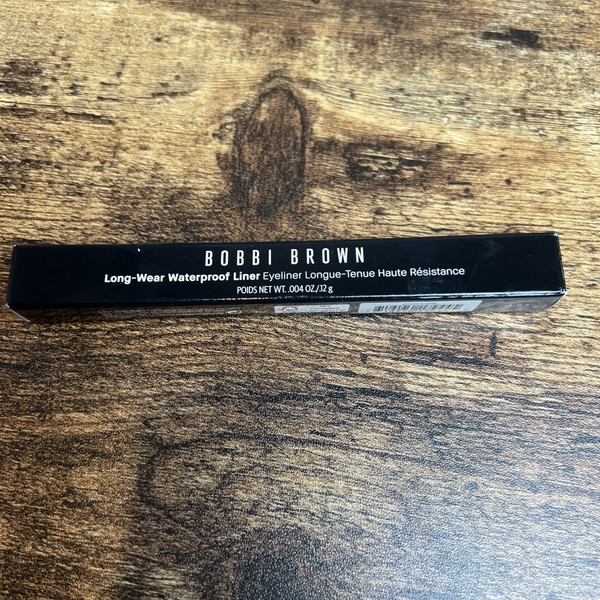 BOBBI BROWN
Long-Wear Waterproof Liner Eyeliner Longue-Tenue Haute Résistance
POIDS NET WT. .004 OZ./.12 g